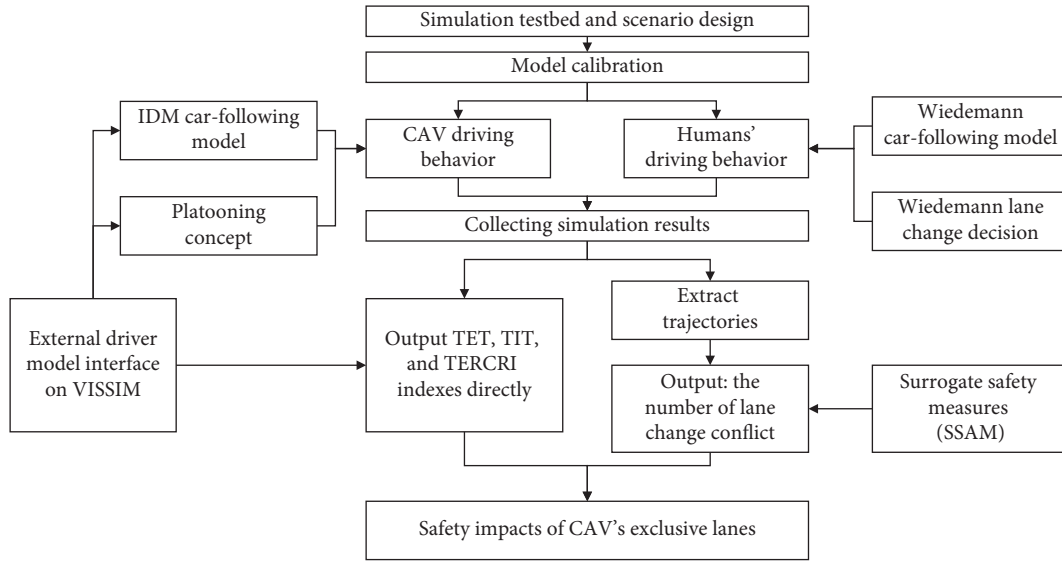 Simulation testbed and scenario design
Model calibration
IDM car-following
model
CAV driving
behavior
Humans’
driving behavior
Wiedemann
car-following model
Platooning
concept
Wiedemann lane
change decision
Collecting simulation results
External driver
model interface
on VISSIM
Output TET, TIT,
and TERCRI
indexes directly
Extract
trajectories
Output: the
number of lane
change conflict
Surrogate safety
measures
(SSAM)
Safety impacts of CAV’s exclusive lanes